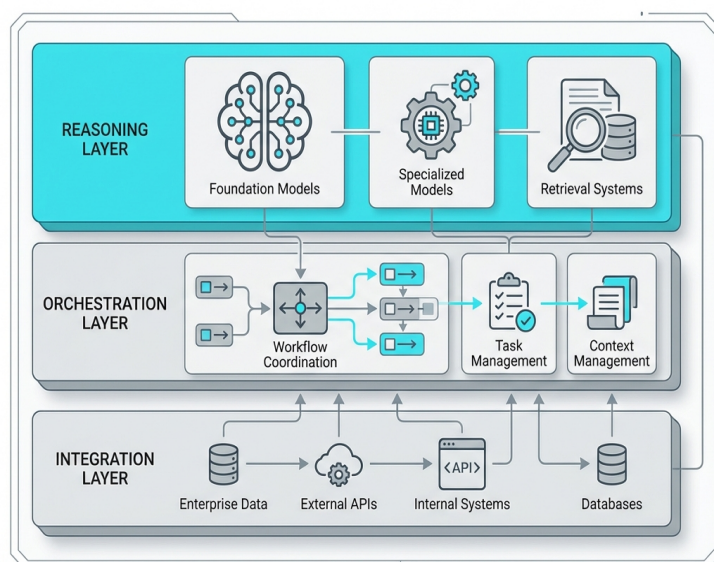 REASONING
LAYER
Foundation Models
Specialized
Models
Retrieval Systems
ORCHESTRATION
LAYER
Workflow
Coordination
Task
Management
Context
Management
INTEGRATION
LAYER
<API>
Enterprise Data
External APIs
Internal Systems
Databases